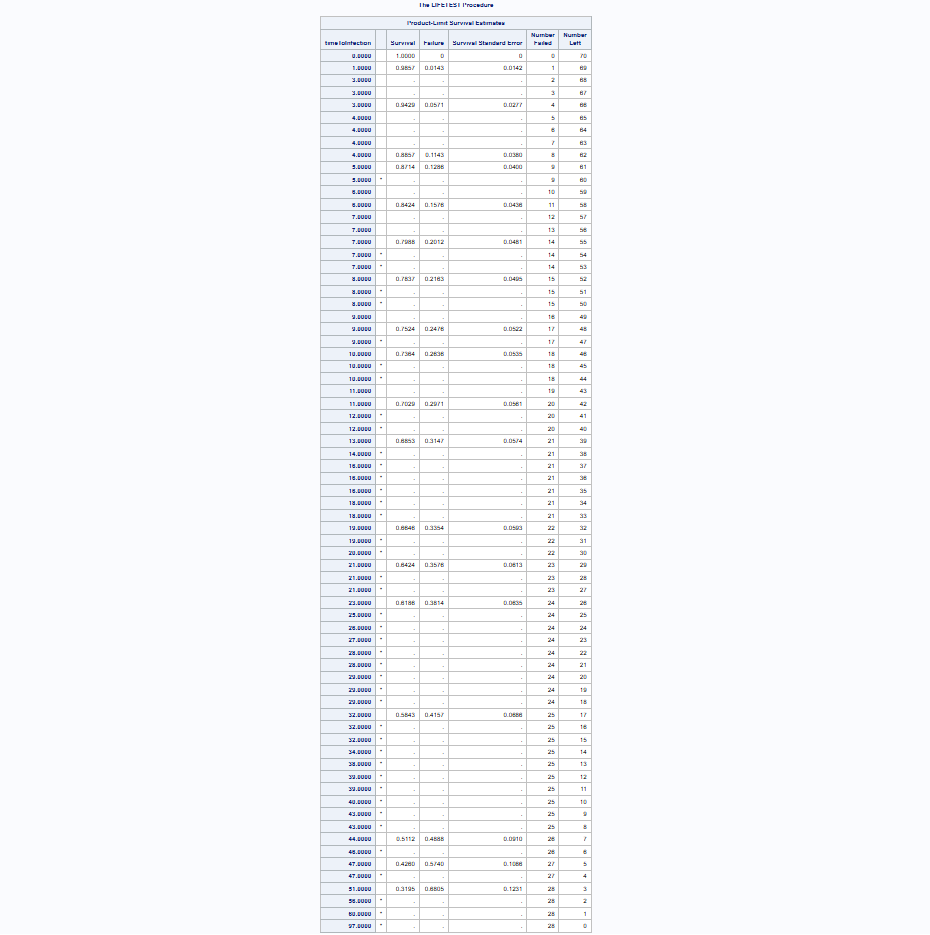 The LIFETEST Procedure
Product-Limit Survival Estimates
timeToInfection Survival Failure Survival Standard Error Number Failed Number Left
0.0000 1.0000 0 0 0 70
1.0000 0.9857 0.0143 0.0142 1 69
3.0000 . . . 2 68
3.0000 . . . 3 67
3.0000 0.9429 0.0571 0.0277 4 66
4.0000 . . . 5 65
4.0000 . . . 6 64
4.0000 . . . 7 63
4.0000 0.8857 0.1143 0.0380 8 62
5.0000 0.8714 0.1286 0.0400 9 61
5.0000 * . . . 9 60
6.0000 . . . 10 59
6.0000 0.8424 0.1576 0.0436 11 58
7.0000 . . . 12 57
7.0000 . . . 13 56
7.0000 0.7988 0.2012 0.0481 14 55
7.0000 * . . . 14 54
7.0000 * . . . 14 53
8.0000 0.7837 0.2163 0.0495 15 52
8.0000 * . . . 15 51
8.0000 * . . . 15 50
9.0000 . . . 16 49
9.0000 0.7524 0.2476 0.0522 17 48
9.0000 * . . . 17 47
10.0000 0.7364 0.2636 0.0535 18 46
10.0000 * . . . 18 45
10.0000 * . . . 18 44
11.0000 . . . 19 43
11.0000 0.7029 0.2971 0.0561 20 42
12.0000 * . . . 20 41
12.0000 * . . . 20 40
13.0000 0.6853 0.3147 0.0574 21 39
14.0000 * . . . 21 38
16.0000 * . . . 21 37
16.0000 * . . . 21 36
16.0000 * . . . 21 35
18.0000 * . . . 21 34
18.0000 * . . . 21 33
19.0000 0.6646 0.3354 0.0593 22 32
19.0000 * . . . 22 31
20.0000 * . . . 22 30
21.0000 0.6424 0.3576 0.0613 23 29
21.0000 * . . . 23 28
21.0000 * . . . 23 27
23.0000 0.6186 0.3814 0.0635 24 26
25.0000 * . . . 24 25
26.0000 * . . . 24 24
27.0000 * . . . 24 23
28.0000 * . . . 24 22
28.0000 * . . . 24 21
29.0000 * . . . 24 20
29.0000 * . . . 24 19
29.0000 * . . . 24 18
32.0000 0.5843 0.4157 0.0686 25 17
32.0000 * . . . 25 16
32.0000 * . . . 25 15
34.0000 * . . . 25 14
38.0000 * . . . 25 13
39.0000 * . . . 25 12
39.0000 * . . . 25 11
40.0000 * . . . 25 10
43.0000 * . . . 25 9
43.0000 * . . . 25 8
44.0000 0.5112 0.4888 0.0910 26 7
46.0000 * . . . 26 6
47.0000 0.4260 0.5740 0.1086 27 5
47.0000 * . . . 27 4
51.0000 0.3195 0.6805 0.1231 28 3
56.0000 * . . . 28 2
60.0000 * . . . 28 1
97.0000 * . . . 28 0